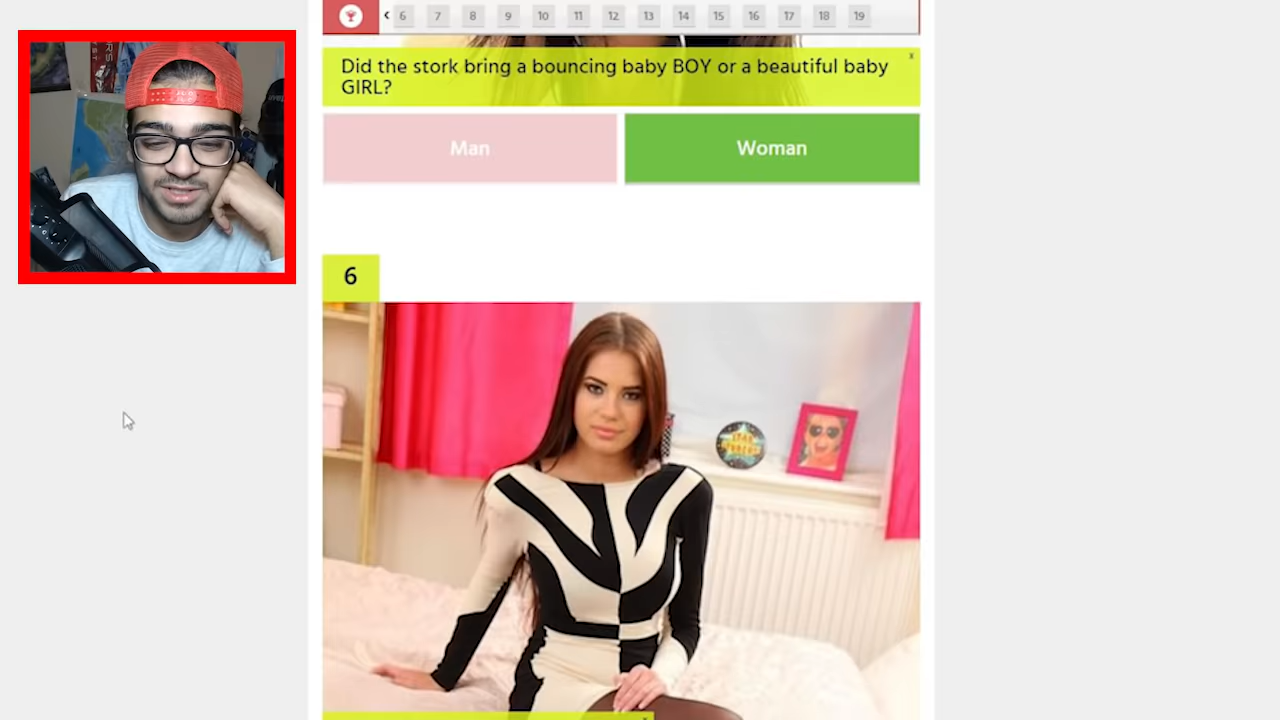 < 6 7 8 9 10 11 12 13 14 15 16 17 18 19
Did the stork bring a bouncing baby BOY or a beautiful baby
GIRL?
x
Man
Woman
6